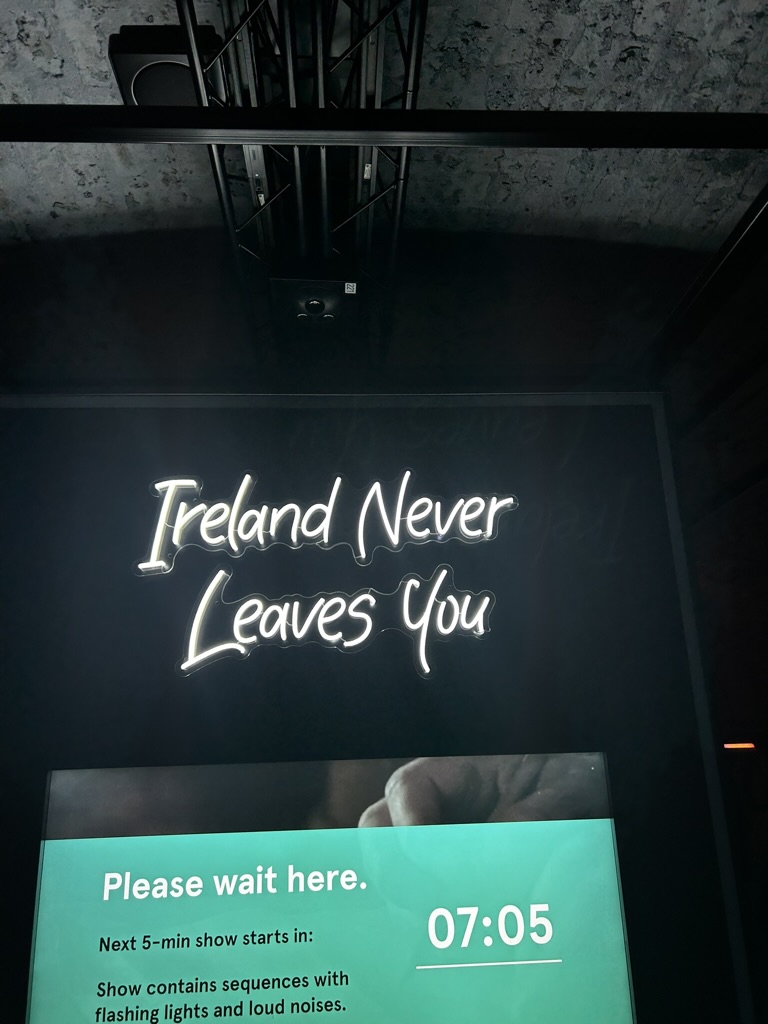 Ireland Never
Leaves You
Please wait here.
Next 5-min show starts in:
07:05
Show contains sequences with
flashing lights and loud noises.